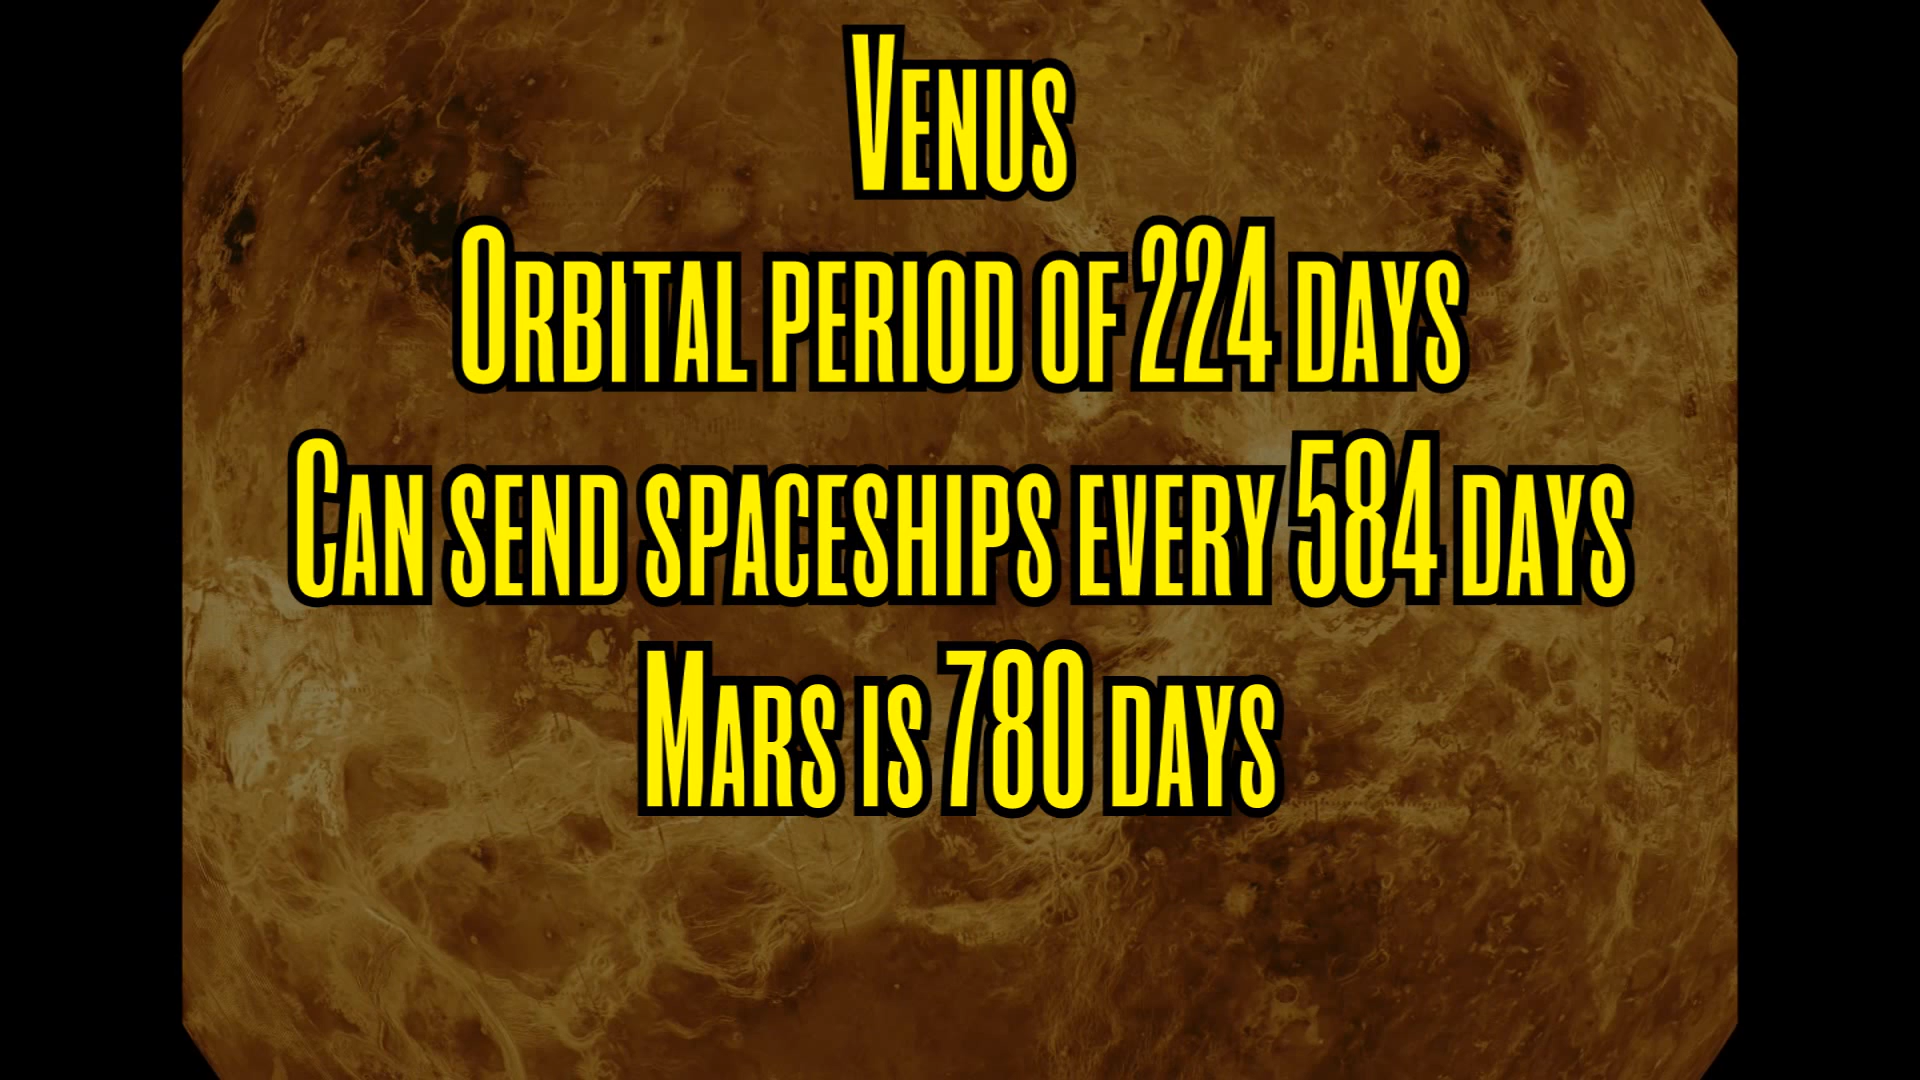 Venus
Orbital period of 224 days
Can send spaceships every 584 days
Mars is 780 days